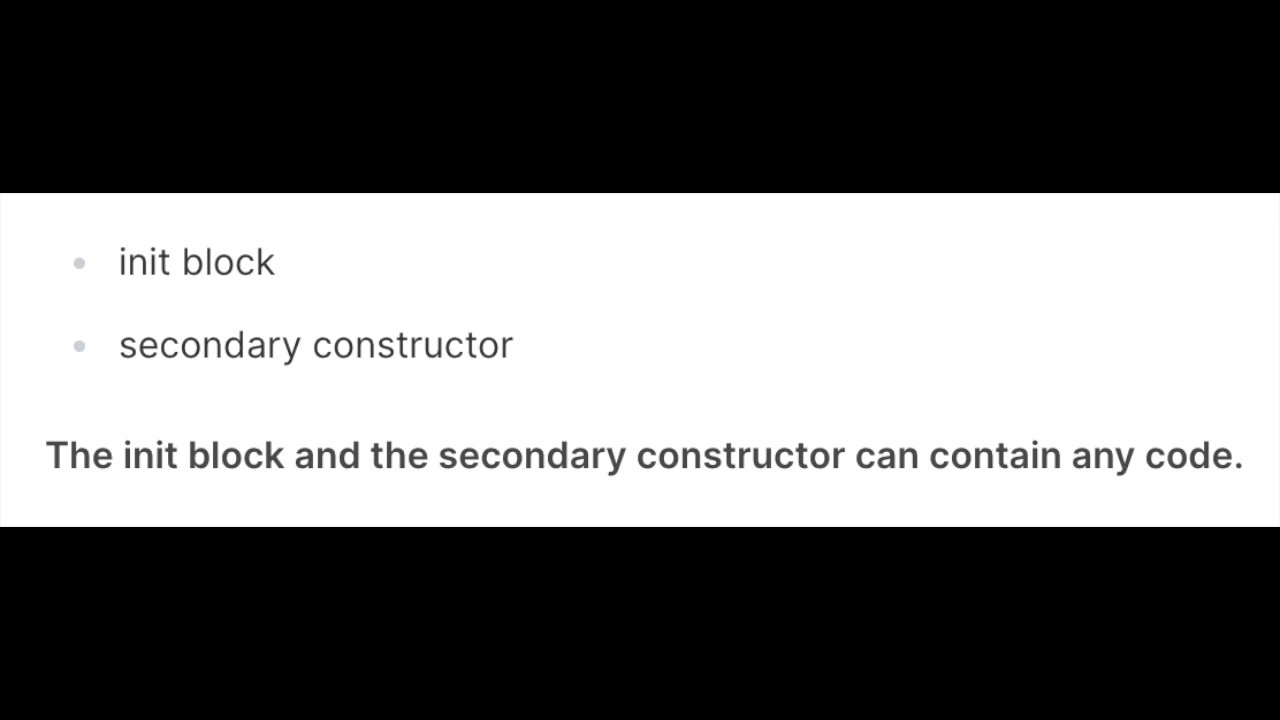 init block
secondary constructor
The init block and the secondary constructor can contain any code.